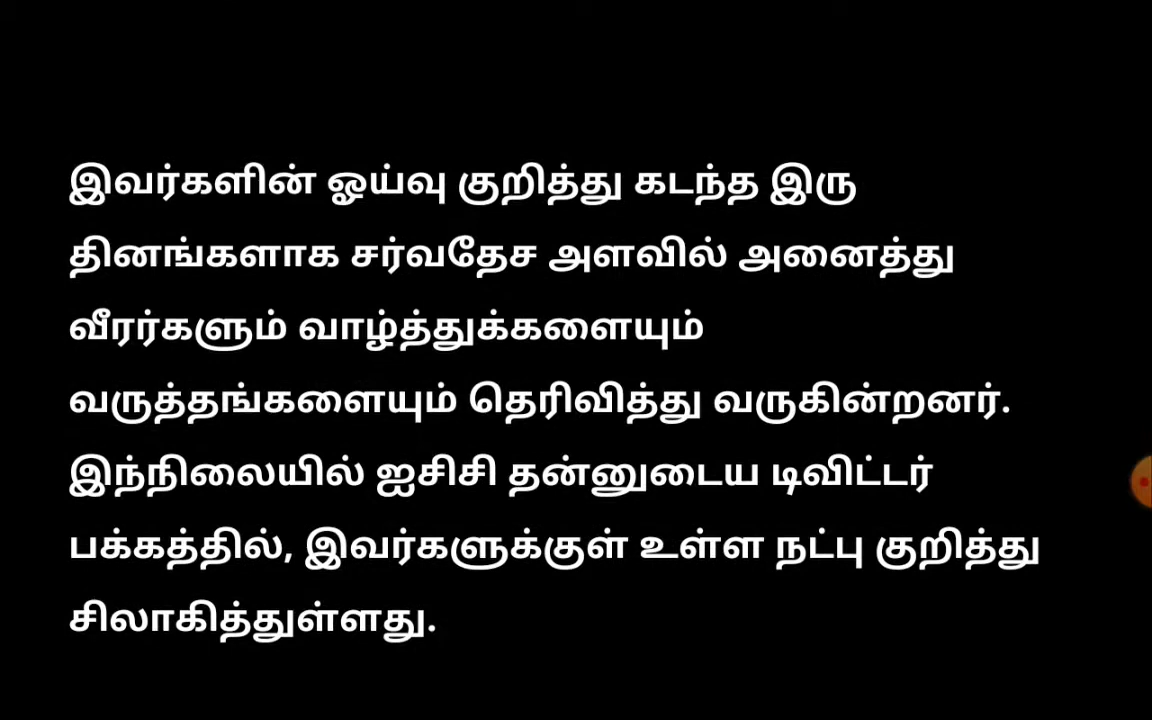 இவர்களின் ஓய்வு குறித்து கடந்த இரு
தினங்களாக சர்வதேச அளவில் அனைத்து
வீரர்களும் வாழ்த்துக்களையும்
வருத்தங்களையும் தெரிவித்து வருகின்றனர்.
இந்நிலையில் ஐசிசி தன்னுடைய டிவிட்டர்
பக்கத்தில், இவர்களுக்குள் உள்ள நட்பு குறித்து
சிலாகித்துள்ளது.